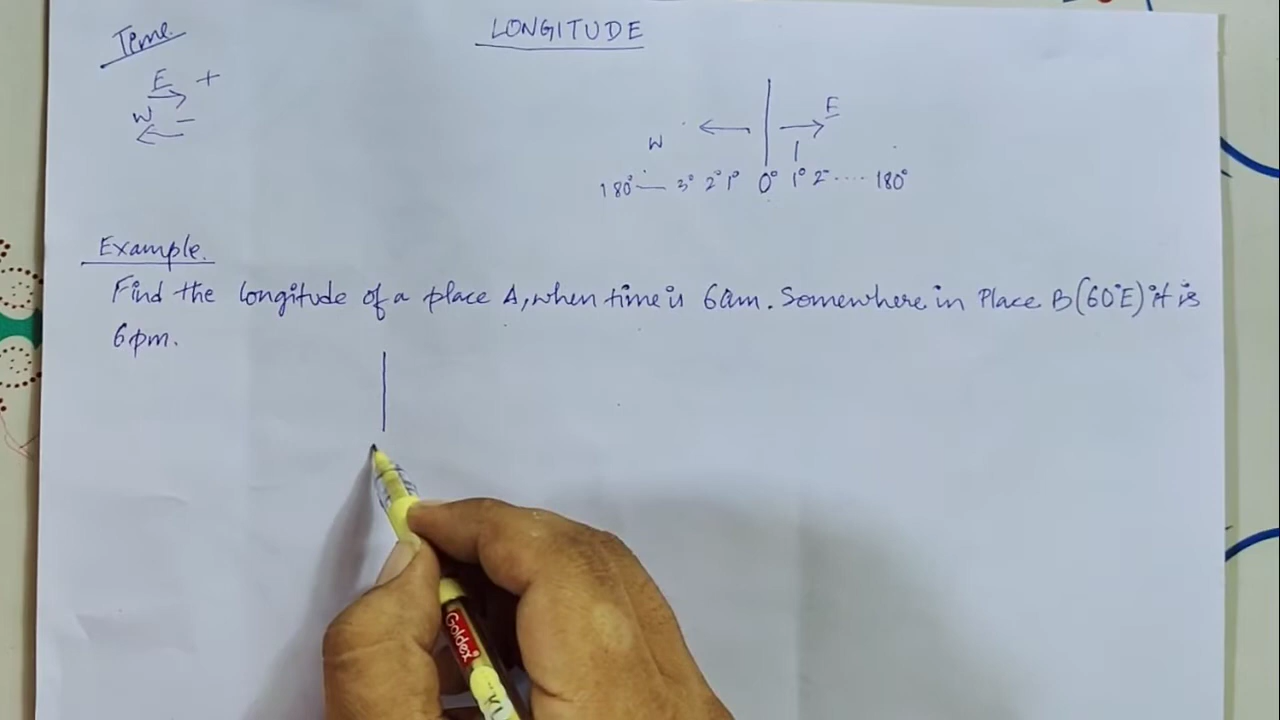 Time
LONGITUDE
E +
W -
E
W
180° — 3° 2° 1° 0° 1° 2 ···· 180°
Example.
Find the longitude of a place A, when time is 6am. Somewhere in Place B (60°E) it is
6pm.
Goldex